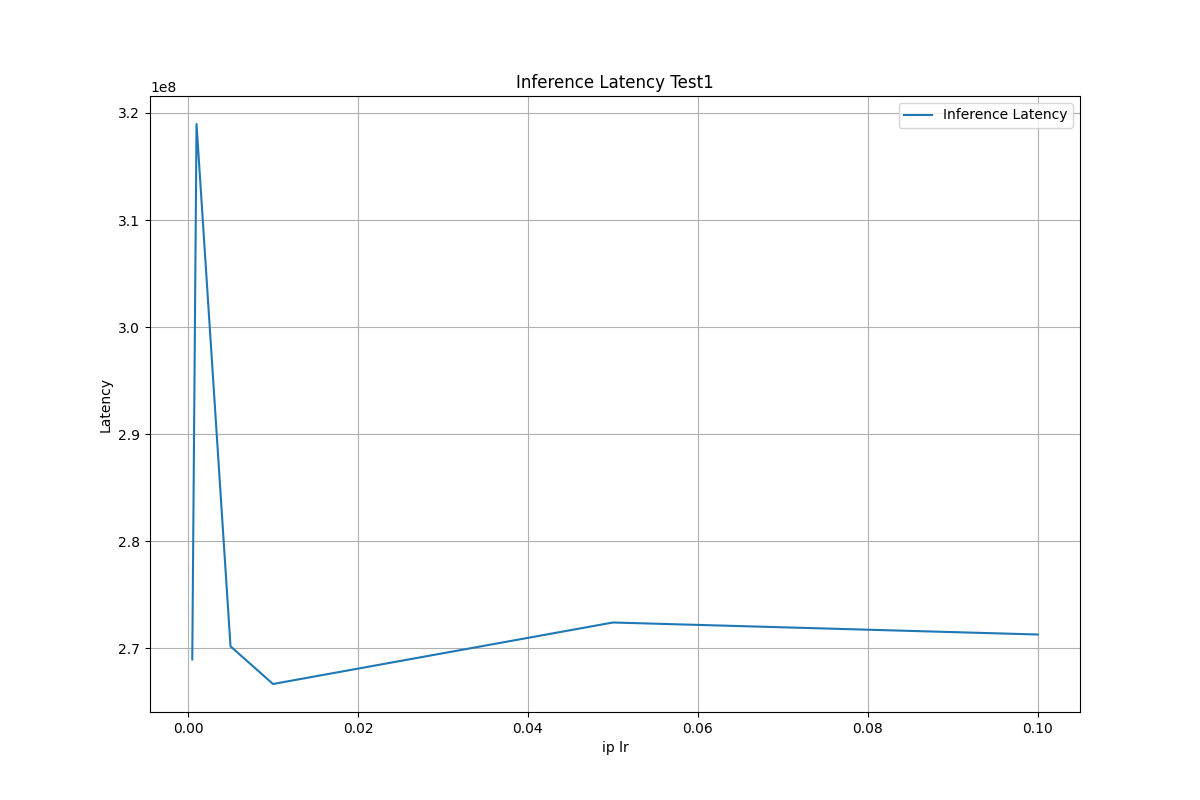 Inference Latency Test1
1e8
Inference Latency
3.2
3.1
3.0
2.9
2.8
2.7
Latency
0.00 0.02 0.04 0.06 0.08 0.10
ip lr